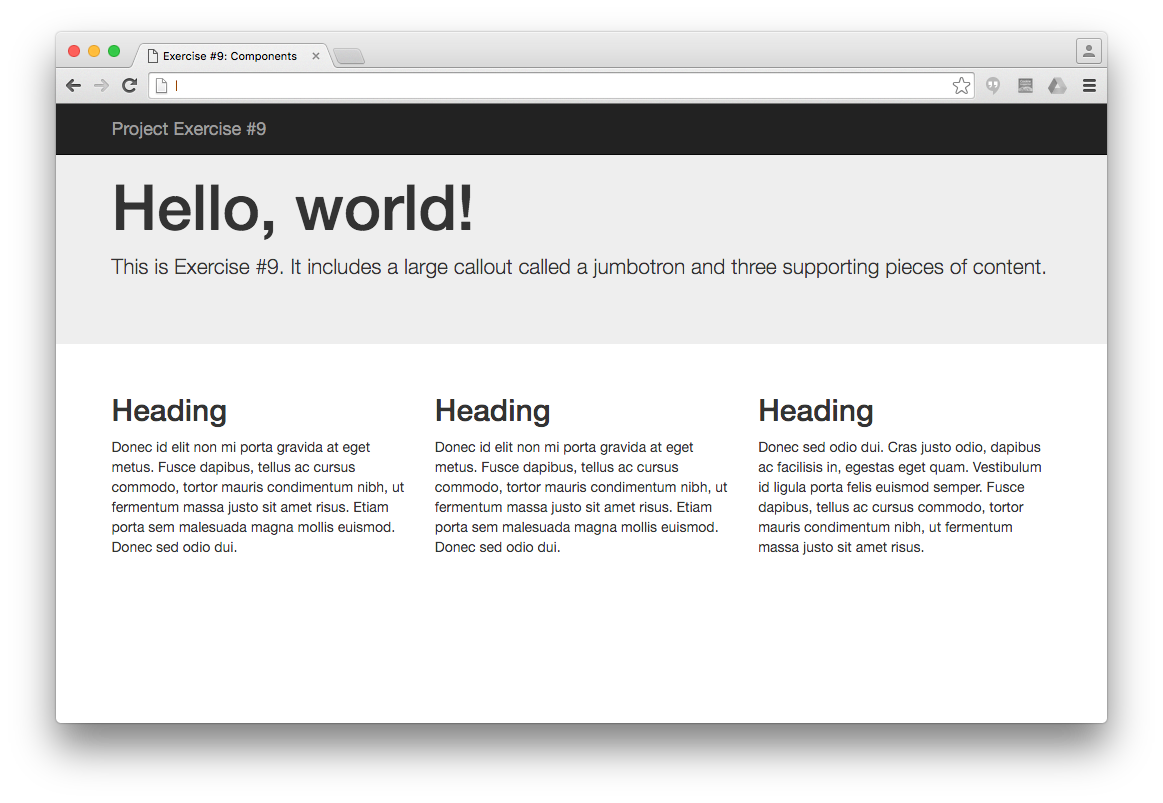 Exercise #9: Components
Project Exercise #9
Hello, world!
This is Exercise #9. It includes a large callout called a jumbotron and three supporting pieces of content.
Heading
Donec id elit non mi porta gravida at eget
metus. Fusce dapibus, tellus ac cursus
commodo, tortor mauris condimentum nibh, ut
fermentum massa justo sit amet risus. Etiam
porta sem malesuada magna mollis euismod.
Donec sed odio dui.
Heading
Donec id elit non mi porta gravida at eget
metus. Fusce dapibus, tellus ac cursus
commodo, tortor mauris condimentum nibh, ut
fermentum massa justo sit amet risus. Etiam
porta sem malesuada magna mollis euismod.
Donec sed odio dui.
Heading
Donec sed odio dui. Cras justo odio, dapibus
ac facilisis in, egestas eget quam. Vestibulum
id ligula porta felis euismod semper. Fusce
dapibus, tellus ac cursus commodo, tortor
mauris condimentum nibh, ut fermentum
massa justo sit amet risus.